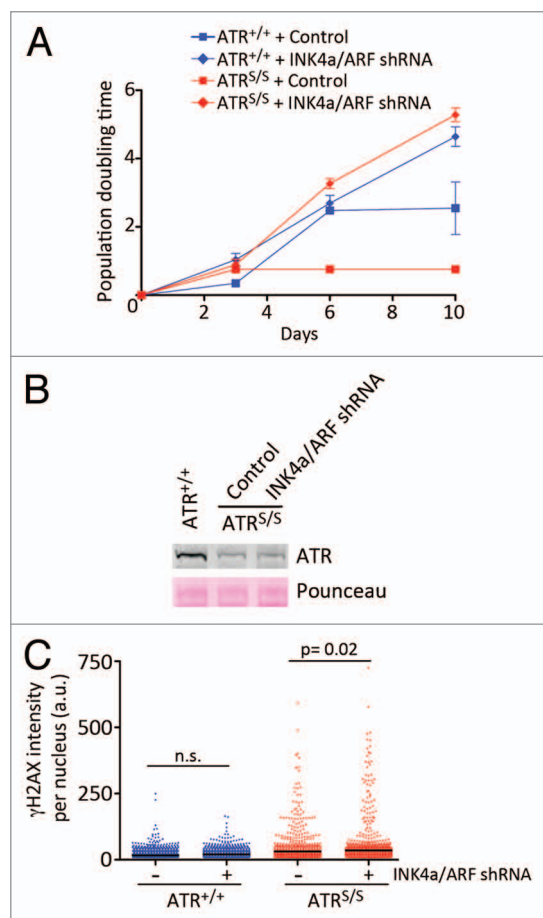 A
ATR+/+ + Control
ATR+/+ + INK4a/ARF shRNA
ATRS/S + Control
ATRS/S + INK4a/ARF shRNA
Population doubling time
6
4
2
0
2
4
6
8
10
Days
B
ATR+/+
Control
INK4a/ARF shRNA
ATRS/S
ATR
Pounceau
C
γH2AX intensity
per nucleus (a.u.)
750
500
250
0
n.s.
p= 0.02
- + - + INK4a/ARF shRNA
ATR+/+ ATRS/S